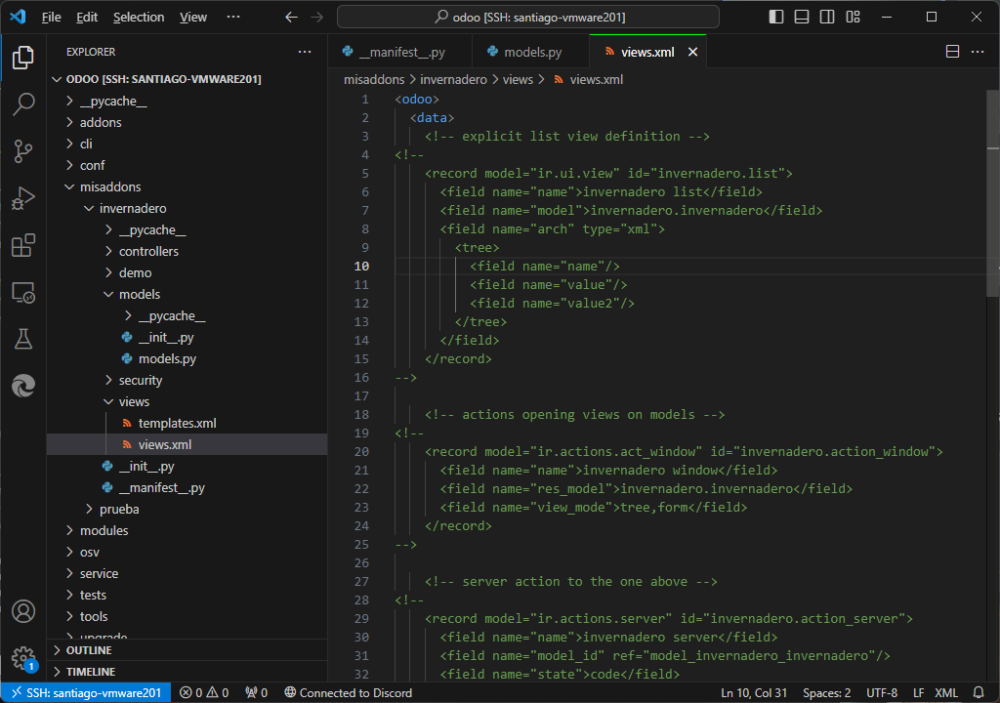 File Edit Selection View ··· odoo [SSH: santiago-vmware201]
EXPLORER ···
ODOO [SSH: SANTIAGO-VMWARE201]
__pycache__
addons
cli
conf
misaddons
invernadero
__pycache__
controllers
demo
models
__pycache__
__init__.py
models.py
security
views
templates.xml
views.xml
__init__.py
__manifest__.py
prueba
modules
osv
service
tests
tools
upgrade
OUTLINE
TIMELINE
1
__manifest__.py models.py views.xml ···
misaddons > invernadero > views > views.xml
1 <odoo>
2 <data>
3 <!-- explicit list view definition -->
4 <!--
5 <record model="ir.ui.view" id="invernadero.list">
6 <field name="name">invernadero list</field>
7 <field name="model">invernadero.invernadero</field>
8 <field name="arch" type="xml">
9 <tree>
10 <field name="name"/>
11 <field name="value"/>
12 <field name="value2"/>
13 </tree>
14 </field>
15 </record>
16 -->
17
18 <!-- actions opening views on models -->
19 <!--
20 <record model="ir.actions.act_window" id="invernadero.action_window">
21 <field name="name">invernadero window</field>
22 <field name="res_model">invernadero.invernadero</field>
23 <field name="view_mode">tree,form</field>
24 </record>
25 -->
26
27 <!-- server action to the one above -->
28 <!--
29 <record model="ir.actions.server" id="invernadero.action_server">
30 <field name="name">invernadero server</field>
31 <field name="model_id" ref="model_invernadero_invernadero"/>
32 <field name="state">code</field>
SSH: santiago-vmware201 0 0 0 Connected to Discord Ln 10, Col 31 Spaces: 2 UTF-8 LF XML